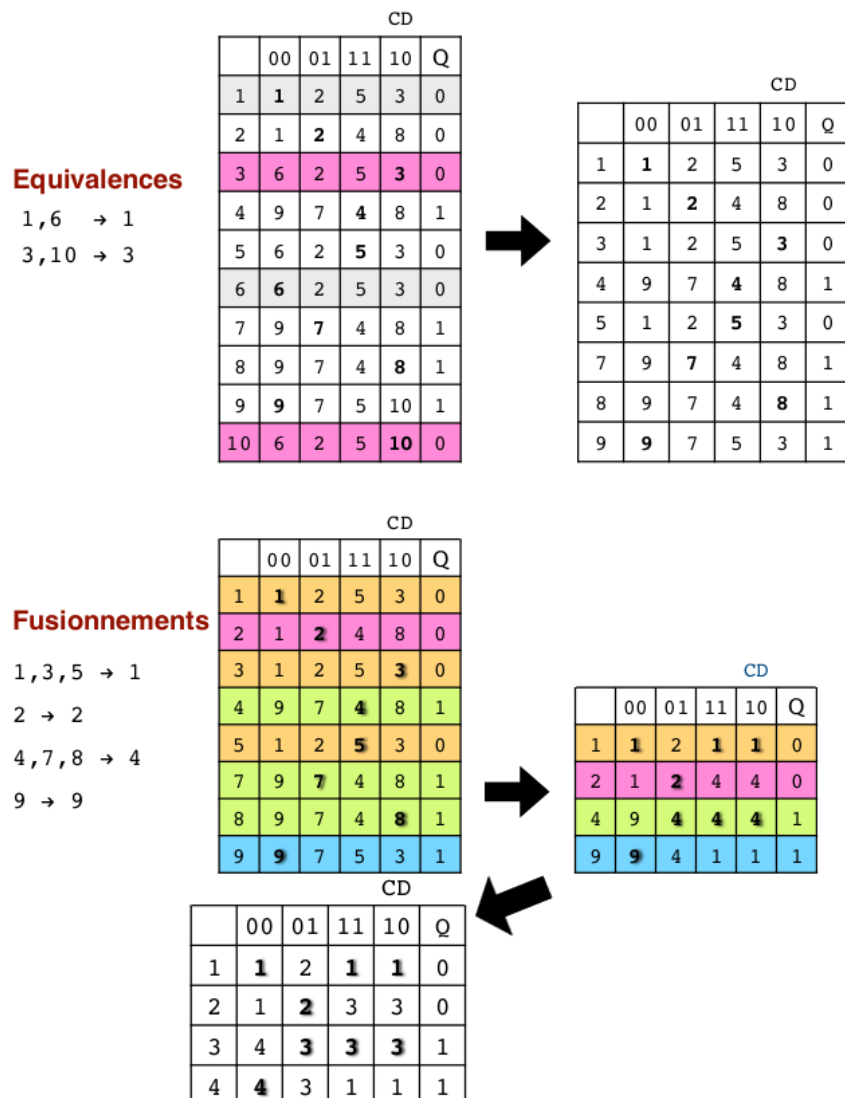 CD
00 01 11 10 Q
1 1 2 5 3 0
2 1 2 4 8 0
3 6 2 5 3 0
4 9 7 4 8 1
5 6 2 5 3 0
6 6 2 5 3 0
7 9 7 4 8 1
8 9 7 4 8 1
9 9 7 5 10 1
10 6 2 5 10 0
Equivalences
1,6 → 1
3,10 → 3
CD
00 01 11 10 Q
1 1 2 5 3 0
2 1 2 4 8 0
3 1 2 5 3 0
4 9 7 4 8 1
5 1 2 5 3 0
7 9 7 4 8 1
8 9 7 4 8 1
9 9 7 5 3 1
Fusionnements
1,3,5 → 1
2 → 2
4,7,8 → 4
9 → 9
CD
00 01 11 10 Q
1 1 2 5 3 0
2 1 2 4 8 0
3 1 2 5 3 0
4 9 7 4 8 1
5 1 2 5 3 0
7 9 7 4 8 1
8 9 7 4 8 1
9 9 7 5 3 1
CD
00 01 11 10 Q
1 1 2 1 1 0
2 1 2 4 4 0
4 9 4 4 4 1
9 9 4 1 1 1
CD
00 01 11 10 Q
1 1 2 1 1 0
2 1 2 3 3 0
3 4 3 3 3 1
4 4 3 1 1 1